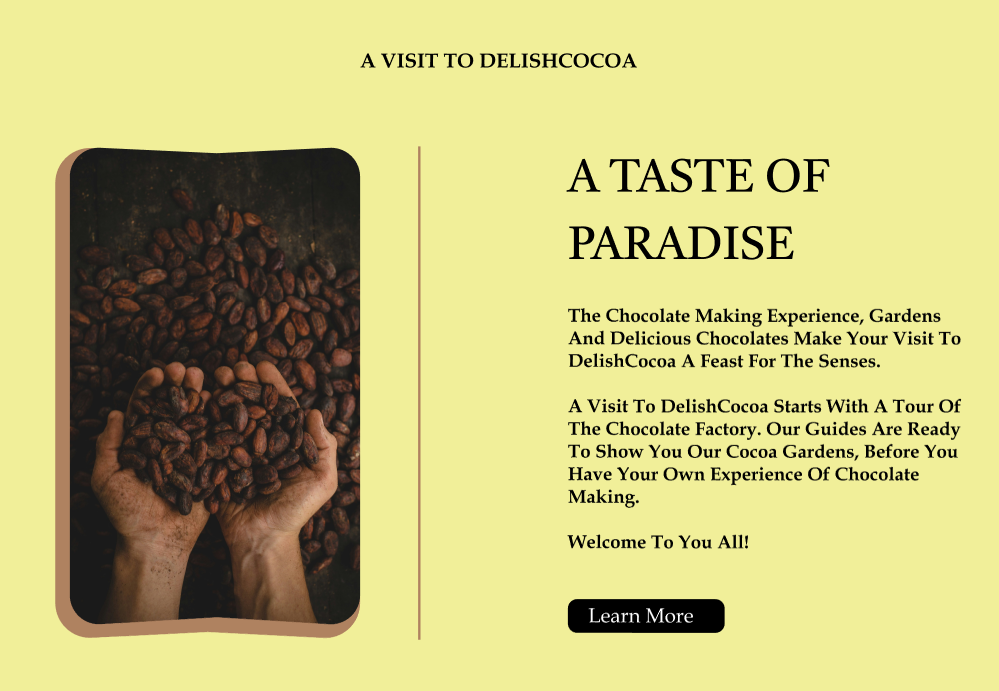 A VISIT TO DELISHCOCOA
A TASTE OF
PARADISE
The Chocolate Making Experience, Gardens
And Delicious Chocolates Make Your Visit To
DelishCocoa A Feast For The Senses.
A Visit To DelishCocoa Starts With A Tour Of
The Chocolate Factory. Our Guides Are Ready
To Show You Our Cocoa Gardens, Before You
Have Your Own Experience Of Chocolate
Making.
Welcome To You All!
Learn More